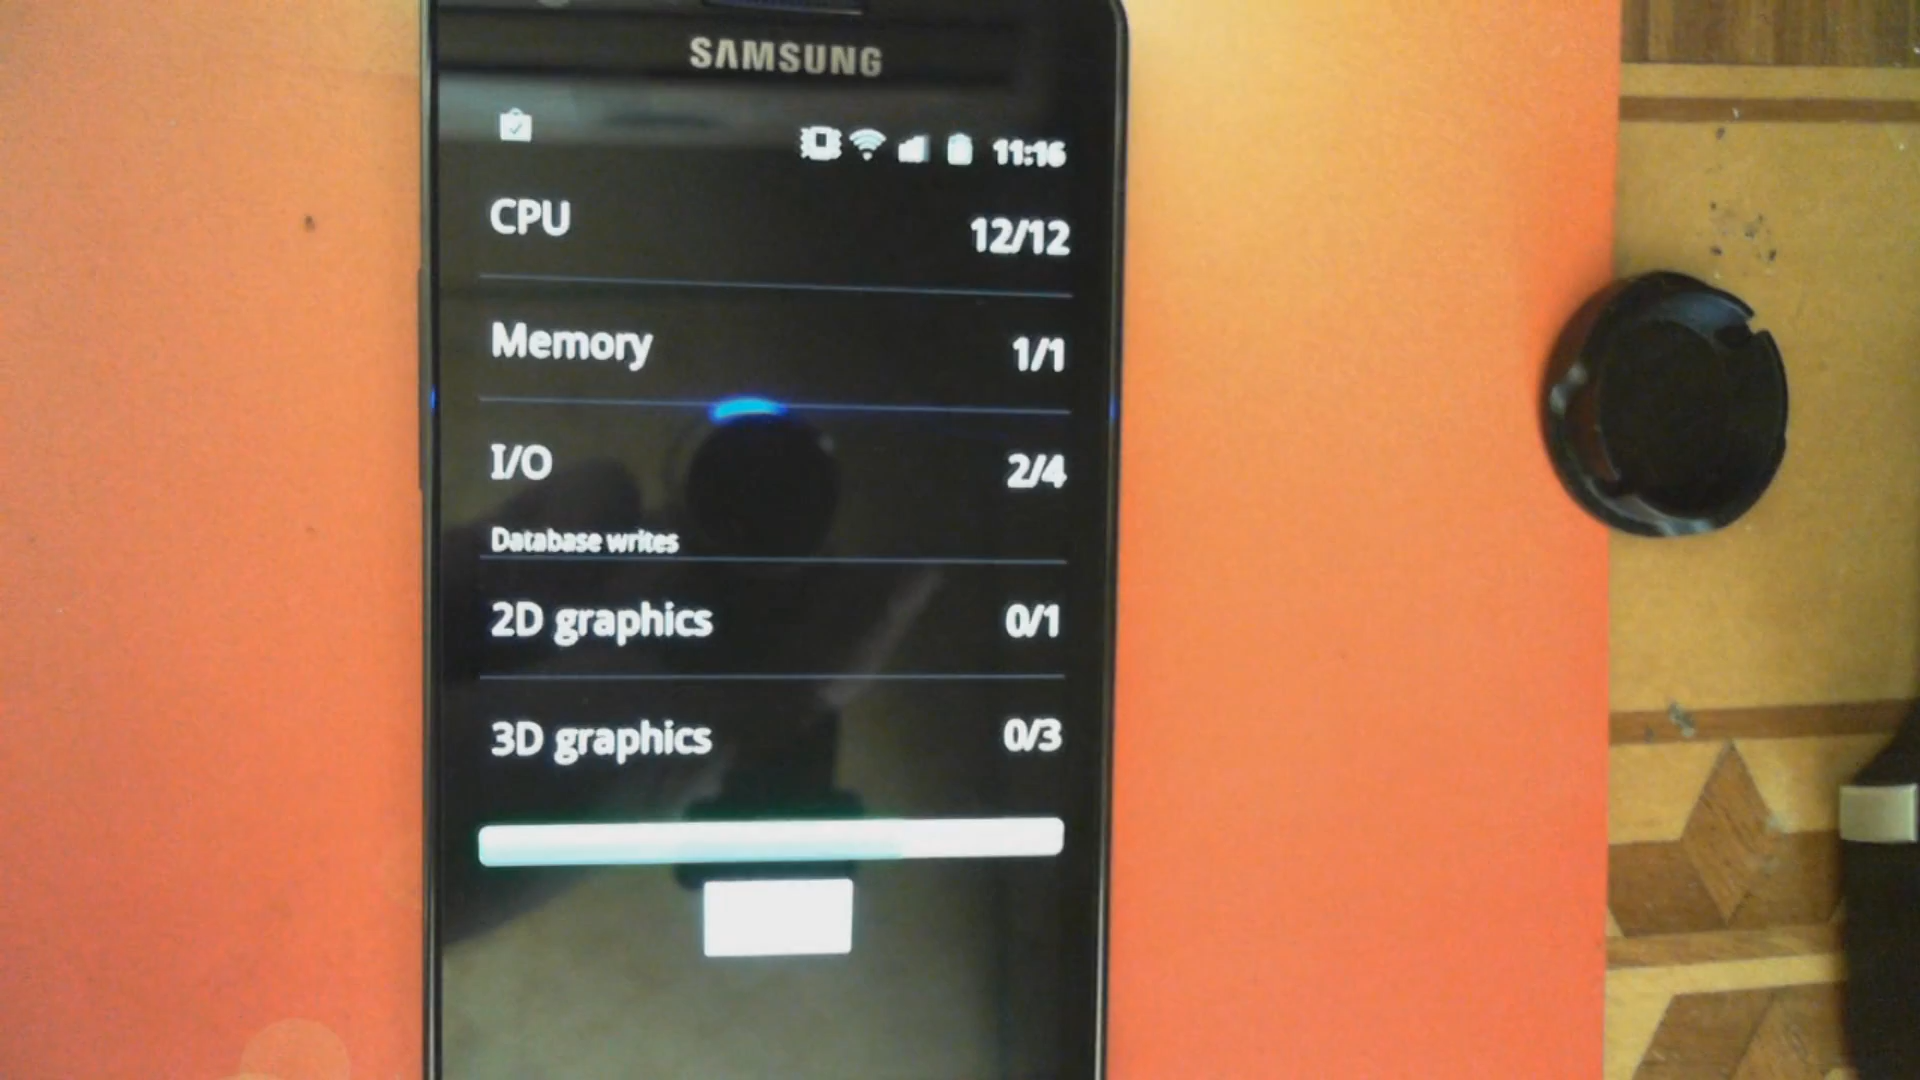 SAMSUNG
11:16
CPU 12/12
Memory 1/1
I/O 2/4
Database writes
2D graphics 0/1
3D graphics 0/3